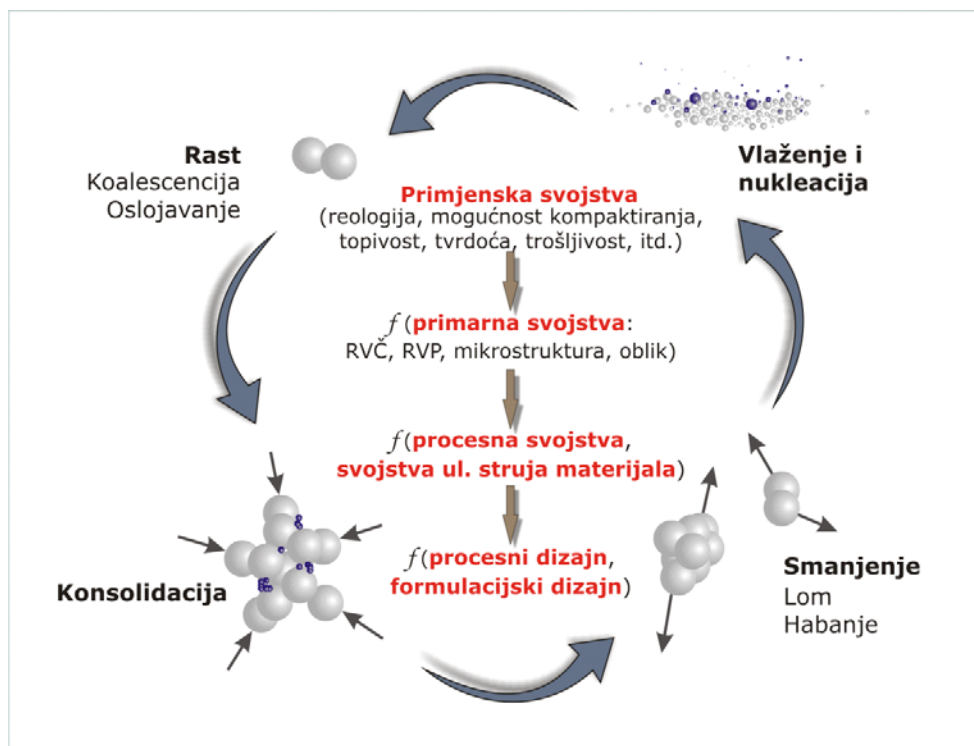 Vlaženje i
nukleacija
Rast
Koalescencija
Oslojavanje
Primjenska svojstva
(reologija, mogućnost kompaktiranja,
topivost, tvrdoća, trošljivost, itd.)
f(primarna svojstva:
RVČ, RVP, mikrostruktura, oblik)
f(procesna svojstva,
svojstva ul. struja materijala)
f(procesni dizajn,
formulacijski dizajn)
Konsolidacija
Smanjenje
Lom
Habanje